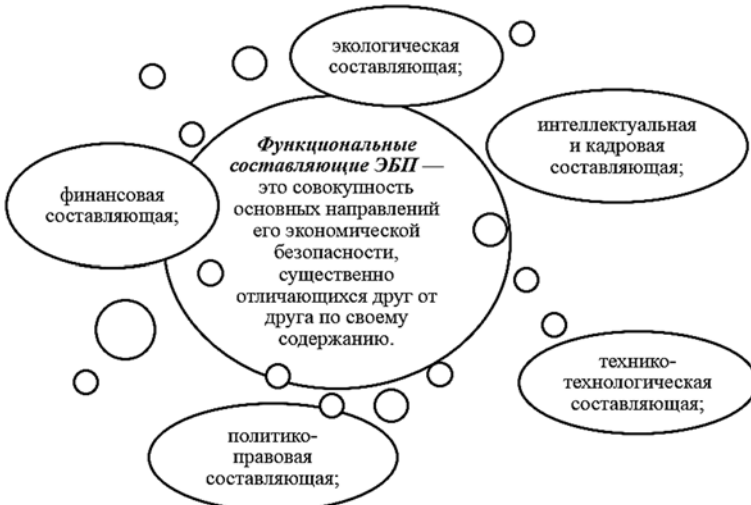 экологическая
составляющая;
интеллектуальная
и кадровая
составляющая;
Функциональные
составляющие ЭБП —
это совокупность
основных направлений
его экономической
безопасности,
существенно
отличающихся друг от
друга по своему
содержанию.
финансовая
составляющая;
технико-
технологическая
составляющая;
политико-
правовая
составляющая;